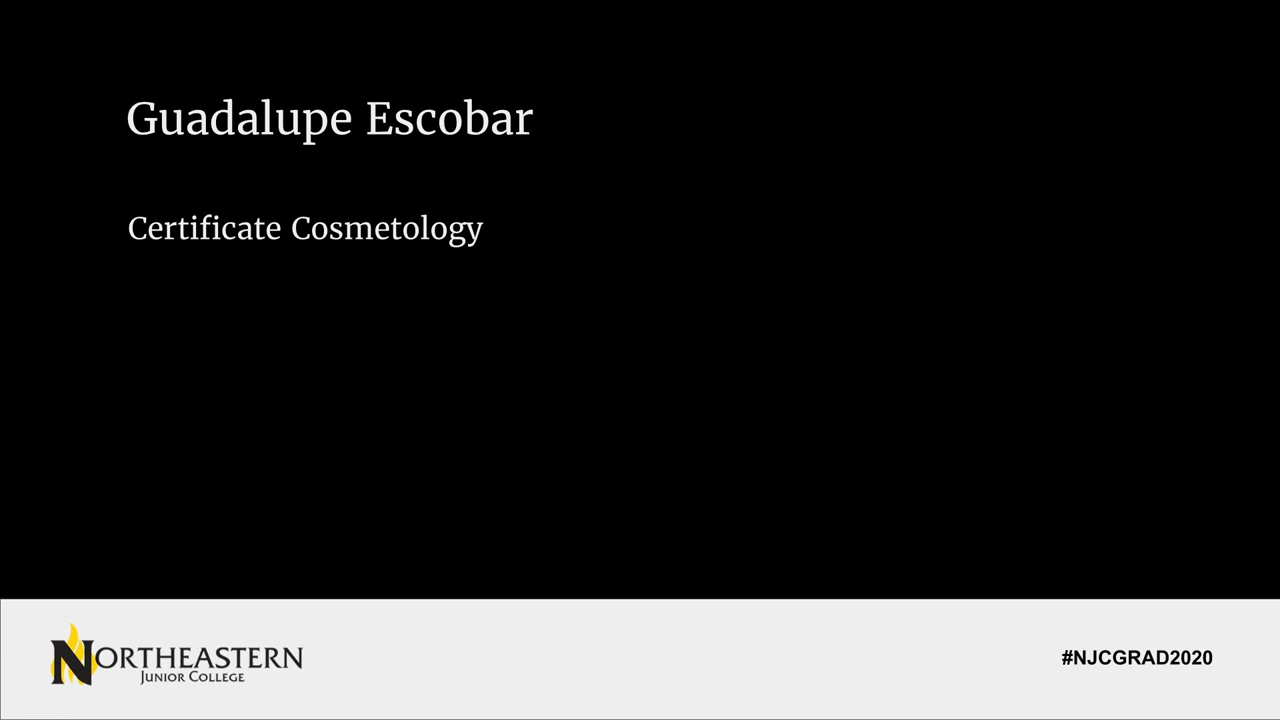 Guadalupe Escobar
Certificate Cosmetology
NORTHEASTERN
JUNIOR COLLEGE
#NJCGRAD2020